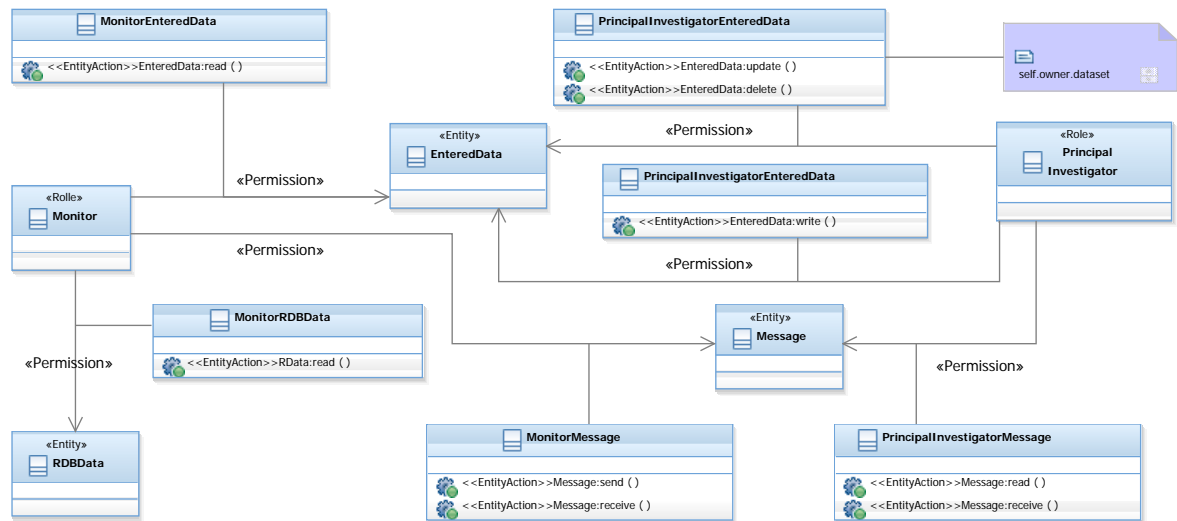 MonitorEnteredData
<<EntityAction>>EnteredData:read ( )
PrincipalInvestigatorEnteredData
<<EntityAction>>EnteredData:update ( )
<<EntityAction>>EnteredData:delete ( )
self.owner.dataset
«Permission»
«Entity»
EnteredData
«Role»
Principal
Investigator
«Permission»
PrincipalInvestigatorEnteredData
<<EntityAction>>EnteredData:write ( )
«Rolle»
Monitor
«Permission»
«Permission»
MonitorRDBData
<<EntityAction>>RData:read ( )
«Permission»
«Entity»
Message
«Permission»
«Entity»
RDBData
MonitorMessage
<<EntityAction>>Message:send ( )
<<EntityAction>>Message:receive ( )
PrincipalInvestigatorMessage
<<EntityAction>>Message:read ( )
<<EntityAction>>Message:receive ( )